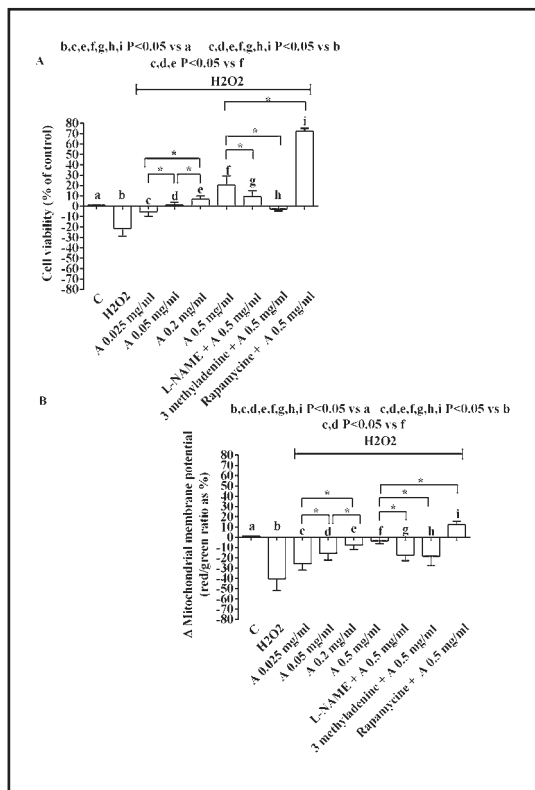 b,c,e,f,g,h,i P<0.05 vs a c,d,e,f,g,h,i P<0.05 vs b
A
c,d,e P<0.05 vs f
H2O2
Cell viability (% of control)
80
70
60
50
40
30
20
10
0
-10
-20
-30
-40
-50
-60
-70
-80
a b c d e f g h i
* * * * * *
C
H2O2
A 0.025 mg/ml
A 0.05 mg/ml
A 0.2 mg/ml
A 0.5 mg/ml
L-NAME + A 0.5 mg/ml
3 methyladenine + A 0.5 mg/ml
Rapamycine + A 0.5 mg/ml
B
b,c,d,e,f,g,h,i P<0.05 vs a c,d,e,f,g,h,i P<0.05 vs b
c,d P<0.05 vs f
H2O2
Δ Mitochondrial membrane potential
(red/green ratio as %)
80
70
60
50
40
30
20
10
0
-10
-20
-30
-40
-50
-60
-70
-80
a b c d e f g h i
* * * * * *
C
H2O2
A 0.025 mg/ml
A 0.05 mg/ml
A 0.2 mg/ml
A 0.5 mg/ml
L-NAME + A 0.5 mg/ml
3 methyladenine + A 0.5 mg/ml
Rapamycine + A 0.5 mg/ml